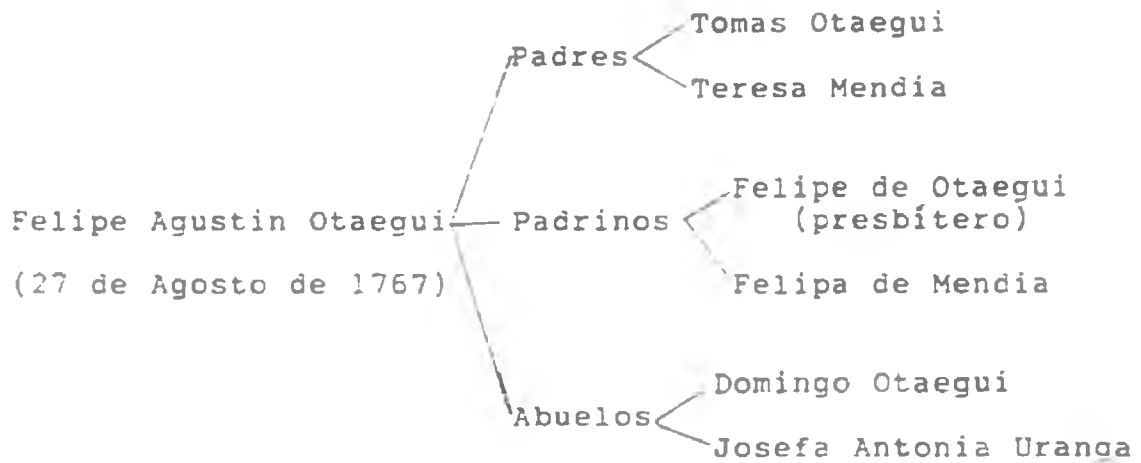 Tomas Otaegui
Padres
Teresa Mendia
Felipe de Otaegui
Felipe Agustin Otaegui
Padrinos
(presbítero)
(27 de Agosto de 1767)
Felipa de Mendia
Domingo Otaegui
Abuelos
Josefa Antonia Uranga